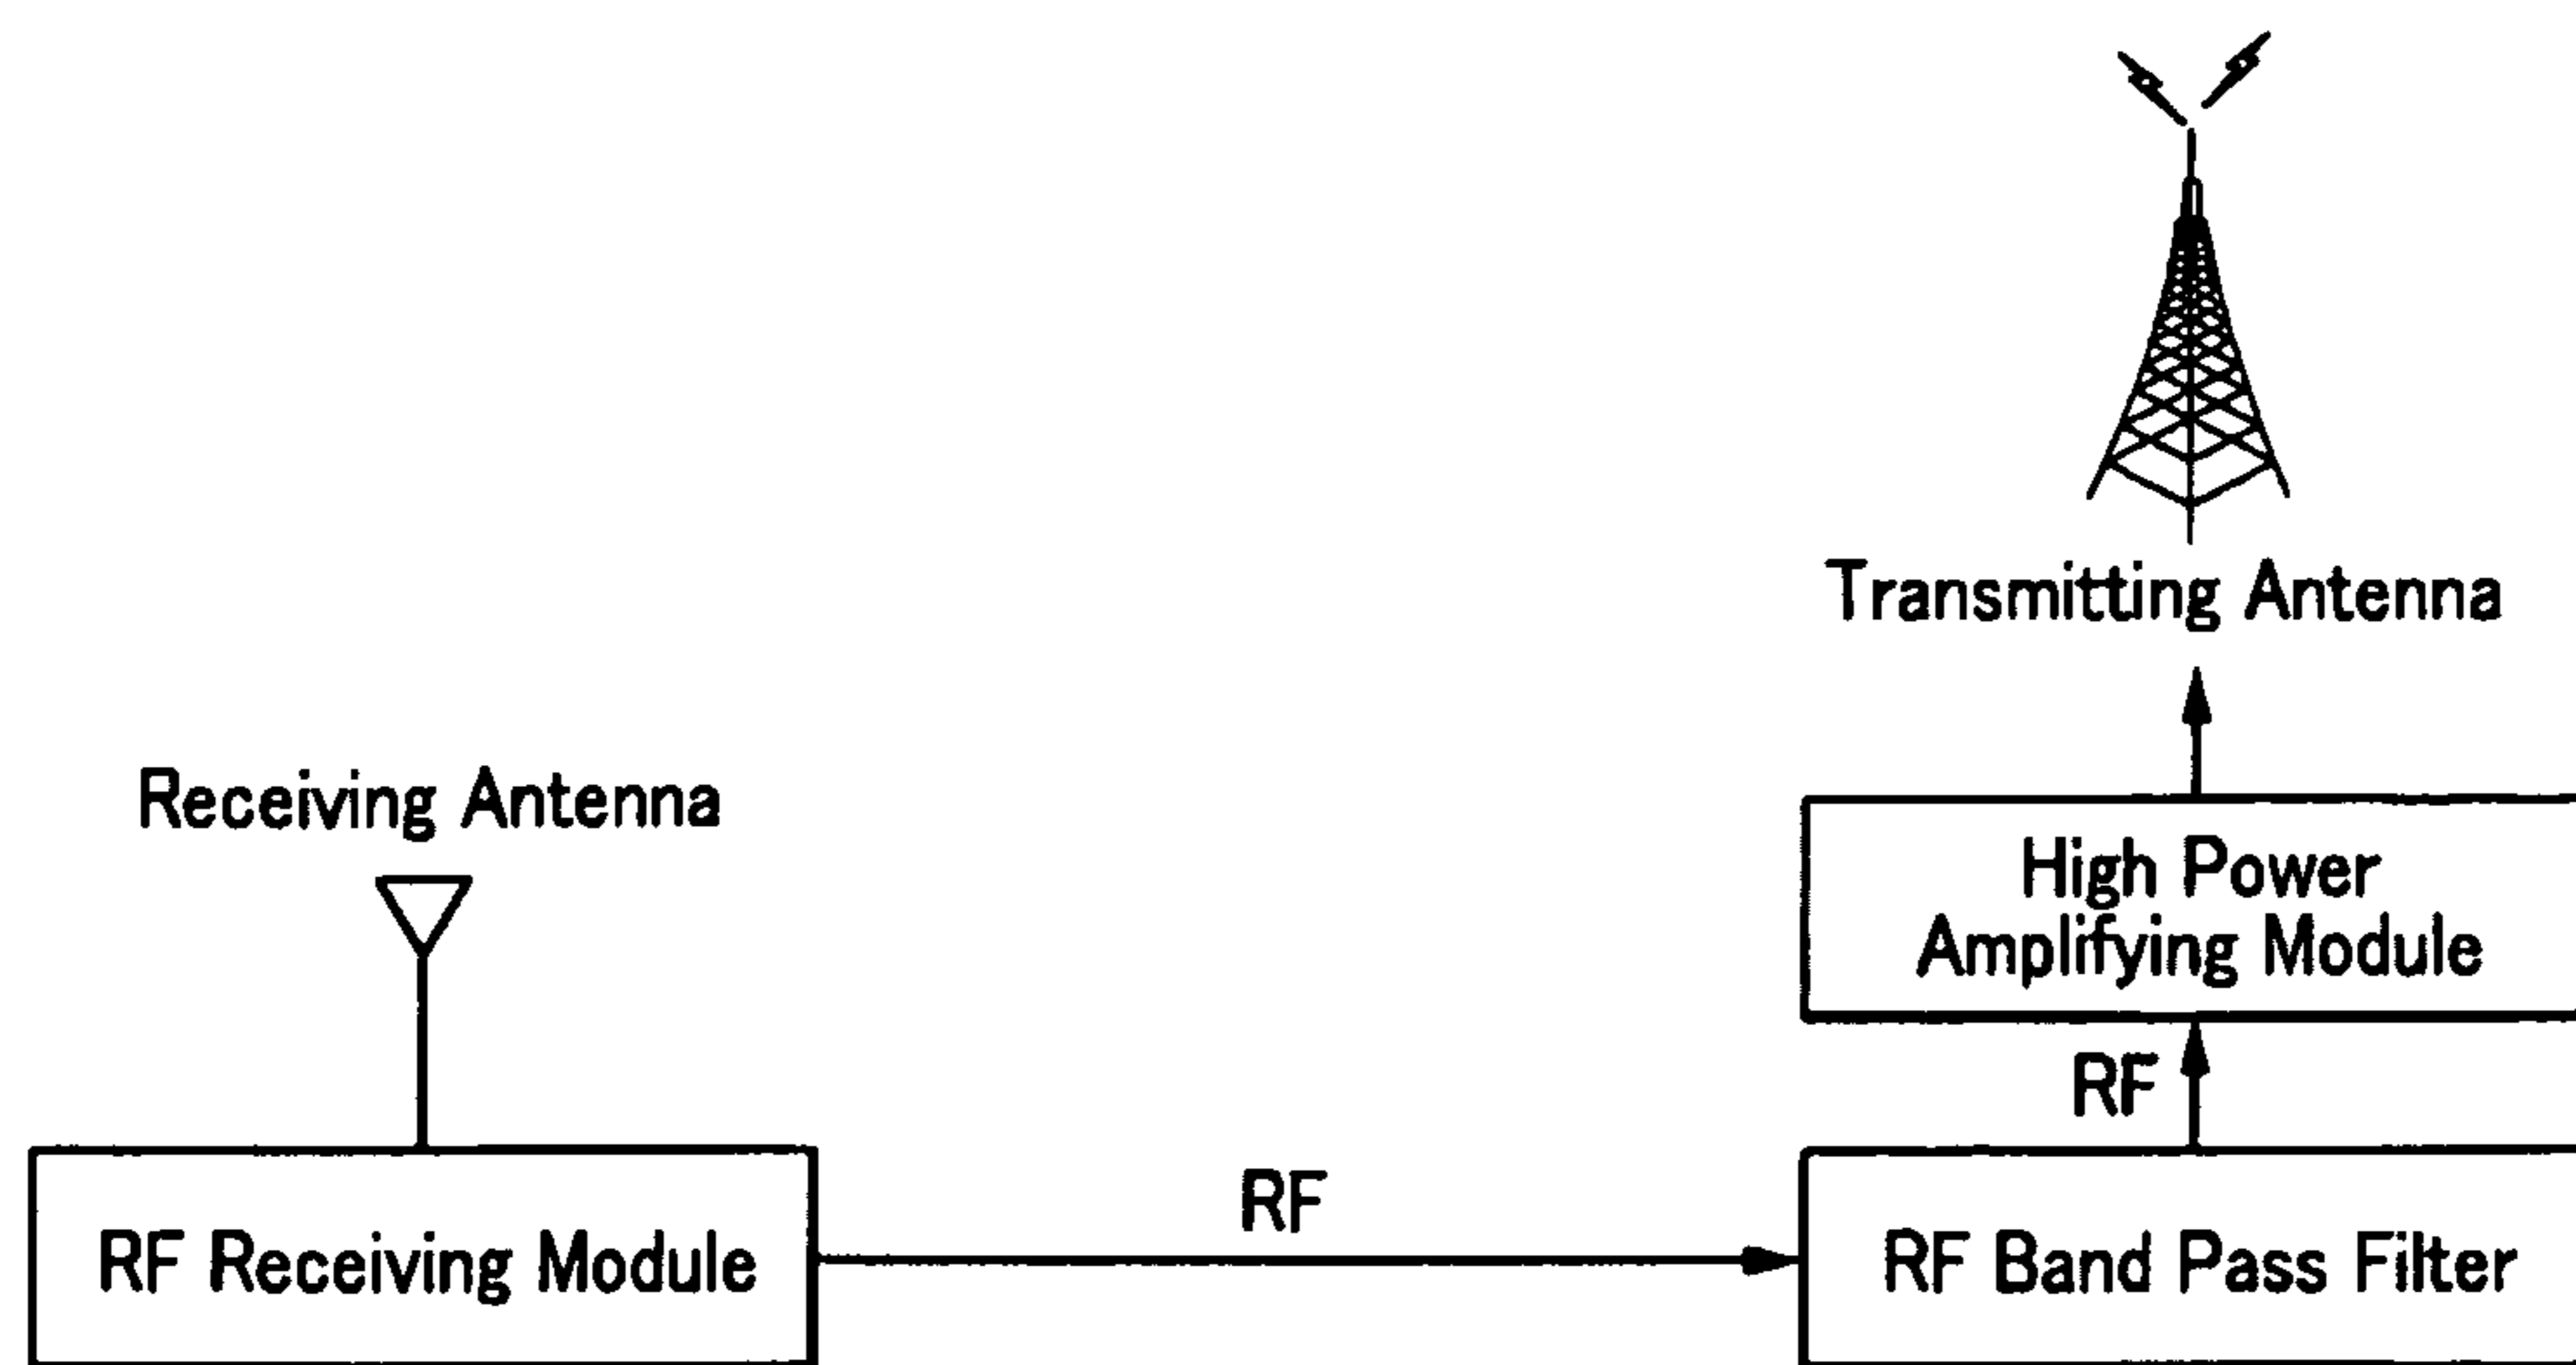 Transmitting Antenna
Receiving Antenna
High Power
Amplifying Module
RF
RF
RF Receiving Module
RF Band Pass Filter